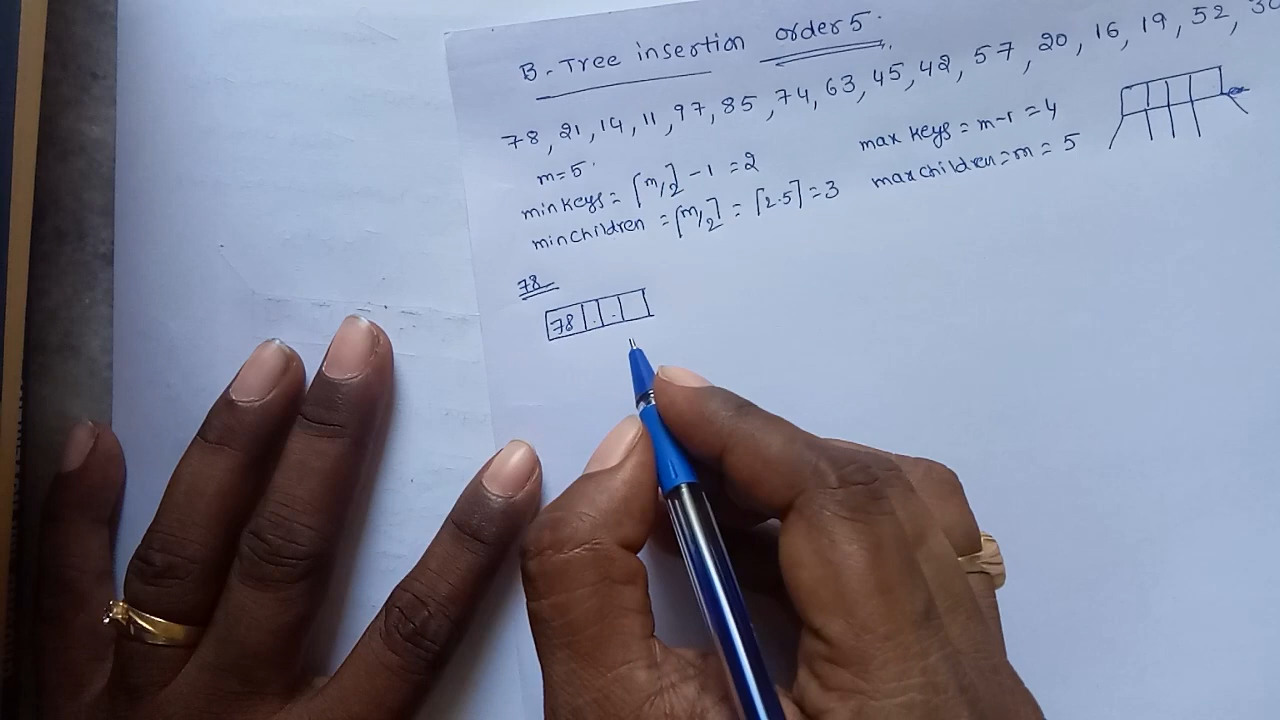 B-Tree insertion order 5.
78, 21, 14, 11, 97, 85, 74, 63, 45, 42, 57, 20, 16, 19, 52, 30
m=5
min keys = ⌈m/2⌉ - 1 = 2
max keys = m-1 = 4
min children = ⌈m/2⌉ = ⌈2.5⌉ = 3
max children = m = 5
78
78